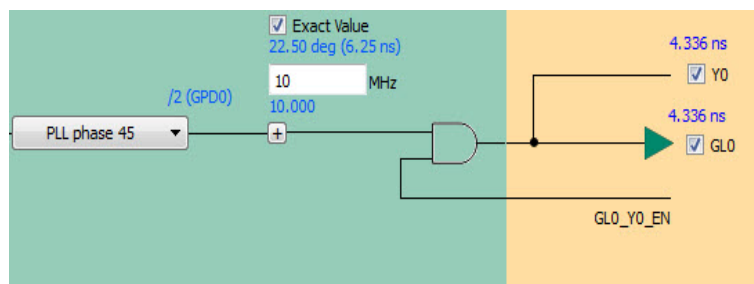 Exact Value
22.50 deg (6.25 ns)
4.336 ns
10 MHz
Y0
/2 (GPD0)
10.000
4.336 ns
PLL phase 45
+
GL0
GL0_Y0_EN